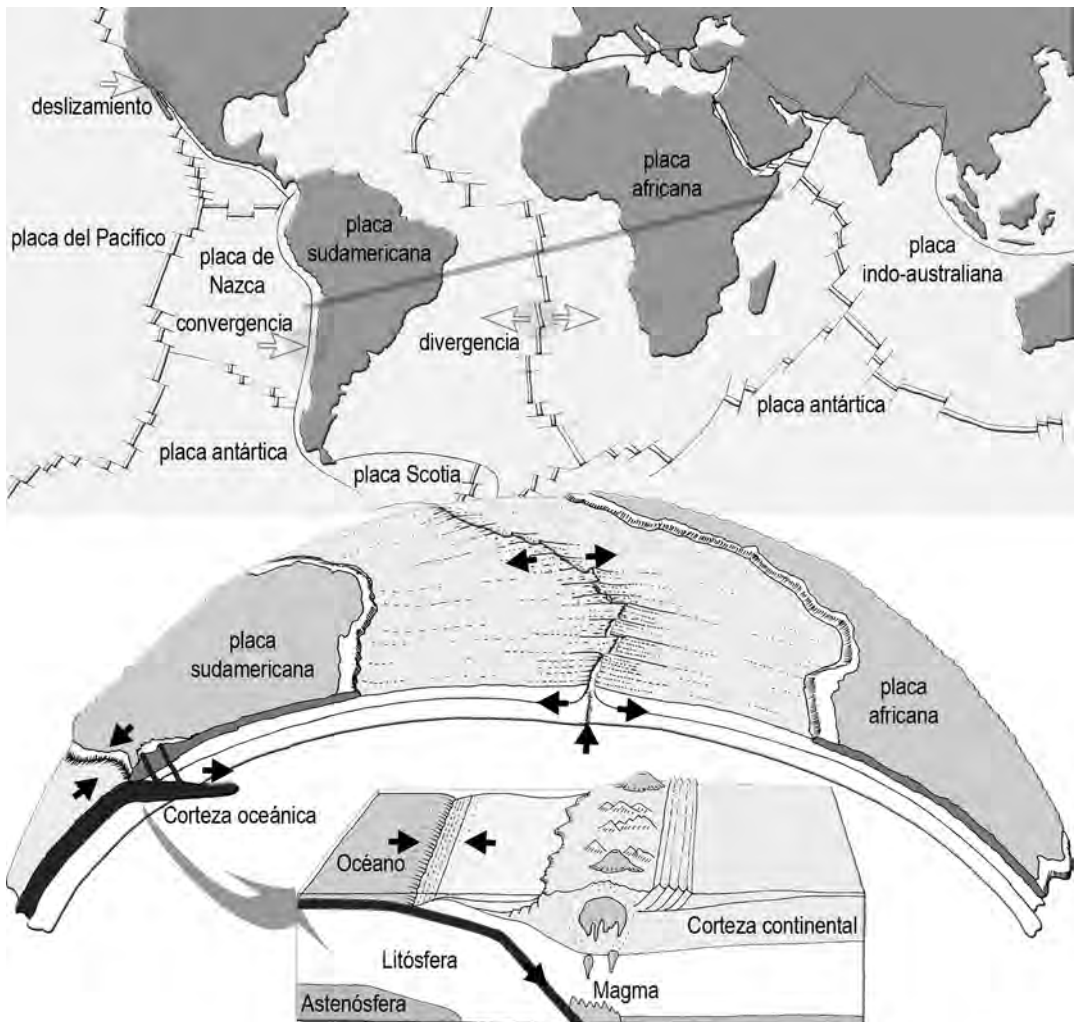 deslizamiento
placa
africana
placa
sudamericana
placa del Pacífico
placa de
Nazca
placa
indo-australiana
convergencia
divergencia
placa antártica
placa antártica
placa Scotia
placa
sudamericana
placa
africana
Corteza oceánica
Océano
Corteza continental
Litósfera
Magma
Astenósfera